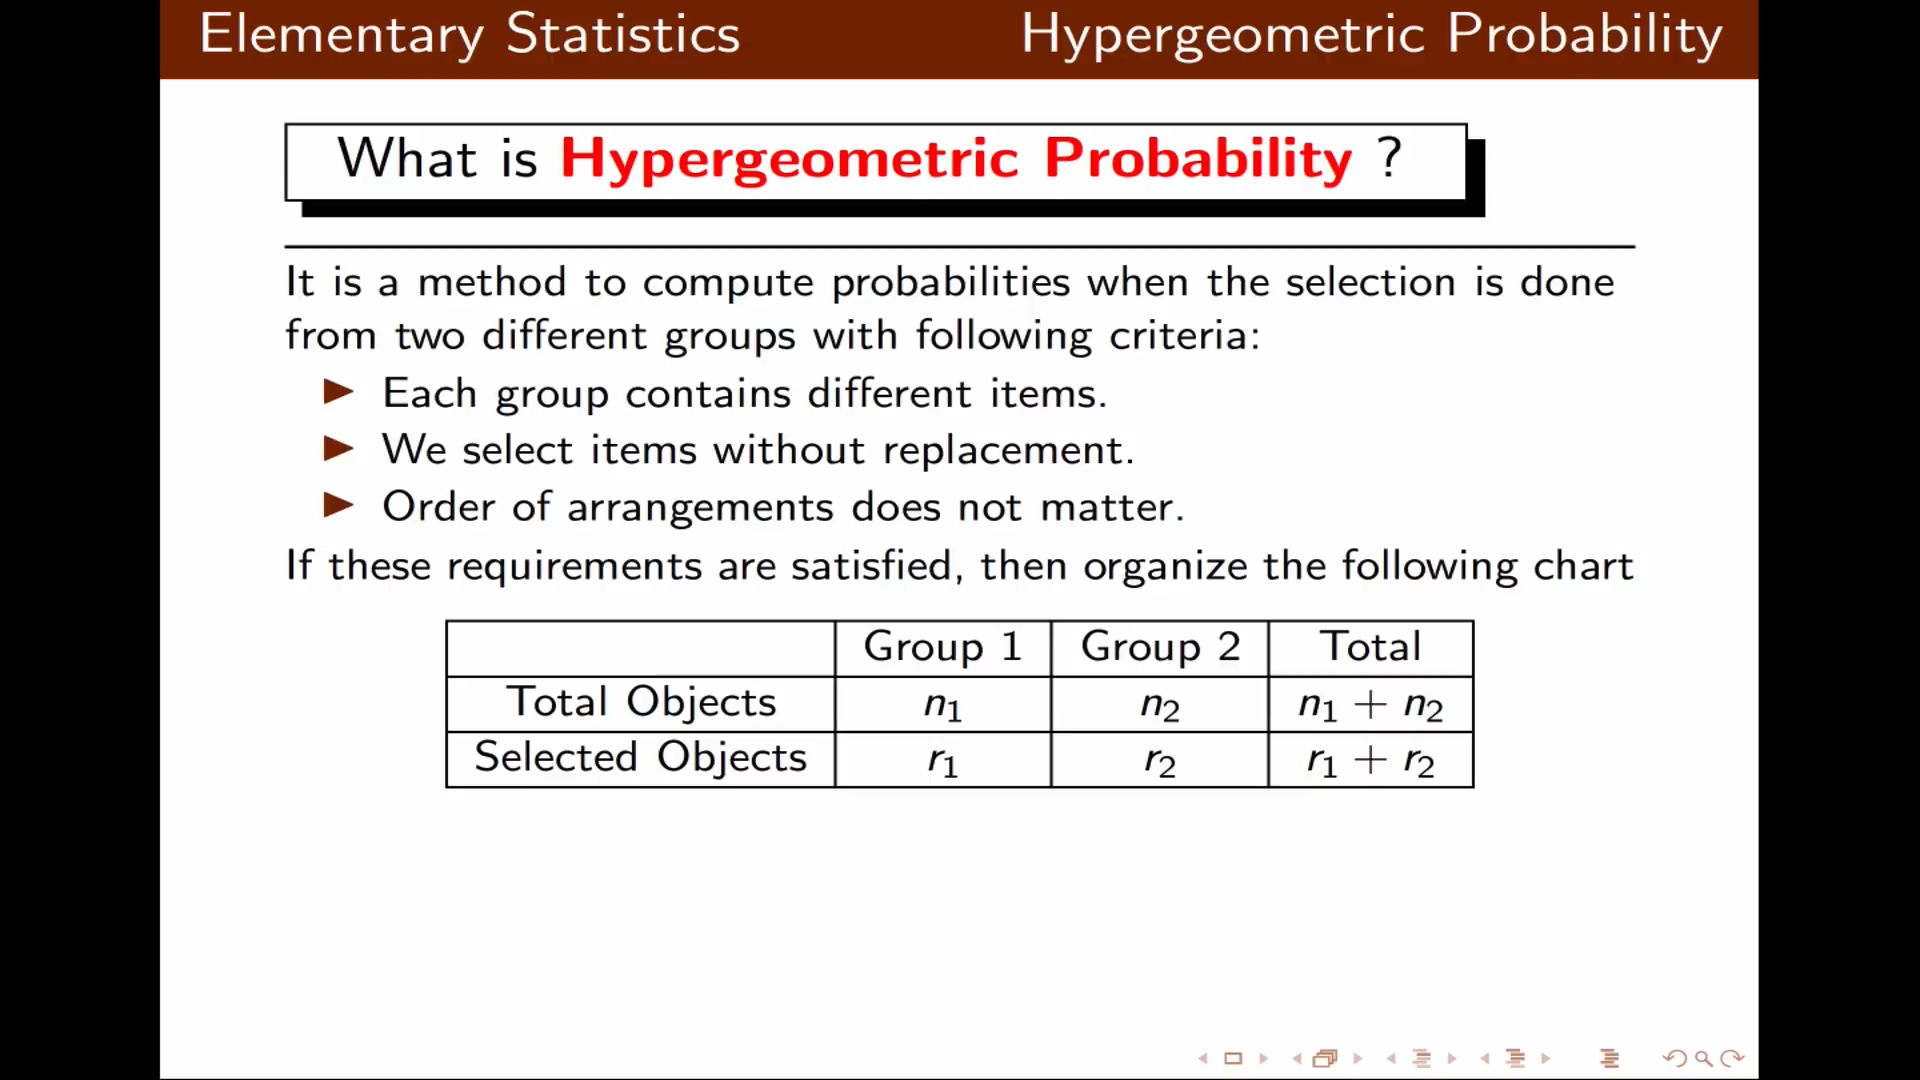 Elementary Statistics Hypergeometric Probability
What is Hypergeometric Probability ?
It is a method to compute probabilities when the selection is done
from two different groups with following criteria:
Each group contains different items.
We select items without replacement.
Order of arrangements does not matter.
If these requirements are satisfied, then organize the following chart
Group 1 Group 2 Total
Total Objects n₁ n₂ n₁ + n₂
Selected Objects r₁ r₂ r₁ + r₂